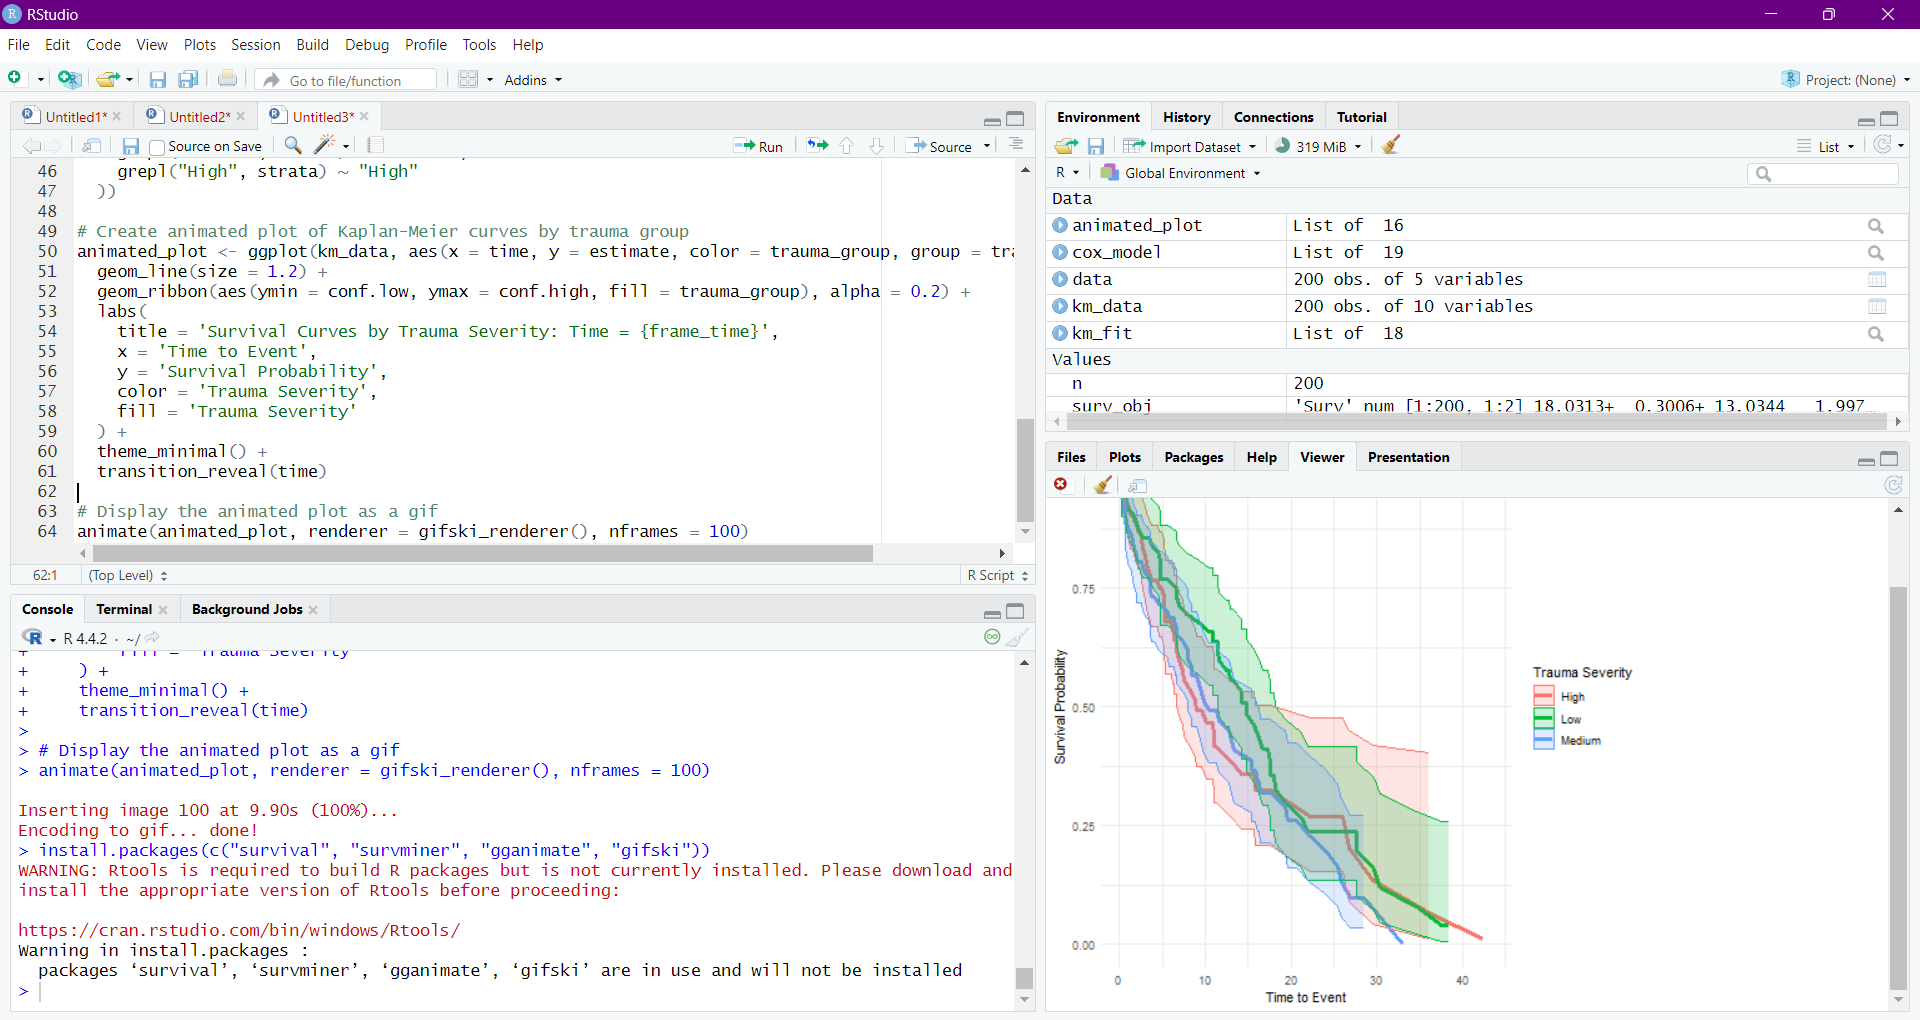 RStudio
File Edit Code View Plots Session Build Debug Profile Tools Help
Go to file/function Addins Project: (None)
Untitled1* Untitled2* Untitled3*
Source on Save Run Source
46 grepl("High", strata) ~ "High"
47 ))
48
49 # Create animated plot of Kaplan-Meier curves by trauma group
50 animated_plot <- ggplot(km_data, aes(x = time, y = estimate, color = trauma_group, group =
51 geom_line(size = 1.2) +
52 geom_ribbon(aes(ymin = conf.low, ymax = conf.high, fill = trauma_group), alpha = 0.2) +
53 labs(
54 title = 'Survival Curves by Trauma Severity: Time = {frame_time}',
55 x = 'Time to Event',
56 y = 'Survival Probability',
57 color = 'Trauma Severity',
58 fill = 'Trauma Severity'
59 ) +
60 theme_minimal() +
61 transition_reveal(time)
62
63 # Display the animated plot as a gif
64 animate(animated_plot, renderer = gifski_renderer(), nframes = 100)
62:1 (Top Level) R Script
Console Terminal Background Jobs
R 4.4.2 · ~/
+ ) +
+ theme_minimal() +
+ transition_reveal(time)
>
> # Display the animated plot as a gif
> animate(animated_plot, renderer = gifski_renderer(), nframes = 100)
Inserting image 100 at 9.90s (100%)...
Encoding to gif... done!
> install.packages(c("survival", "survminer", "gganimate", "gifski"))
WARNING: Rtools is required to build R packages but is not currently installed. Please download and
install the appropriate version of Rtools before proceeding:
https://cran.rstudio.com/bin/windows/Rtools/
Warning in install.packages :
packages ‘survival’, ‘survminer’, ‘gganimate’, ‘gifski’ are in use and will not be installed
>
Environment History Connections Tutorial
Import Dataset 319 MiB List
R Global Environment
Data
animated_plot List of 16
cox_model List of 19
data 200 obs. of 5 variables
km_data 200 obs. of 10 variables
km_fit List of 18
Values
n 200
surv_obj 'Surv' num [1:200, 1:2] 18.0313+ 0.3006+ 13.0344 1.997...
Files Plots Packages Help Viewer Presentation
0.75
0.50
0.25
0.00
Survival Probability
0 10 20 30 40
Time to Event
Trauma Severity
High
Low
Medium